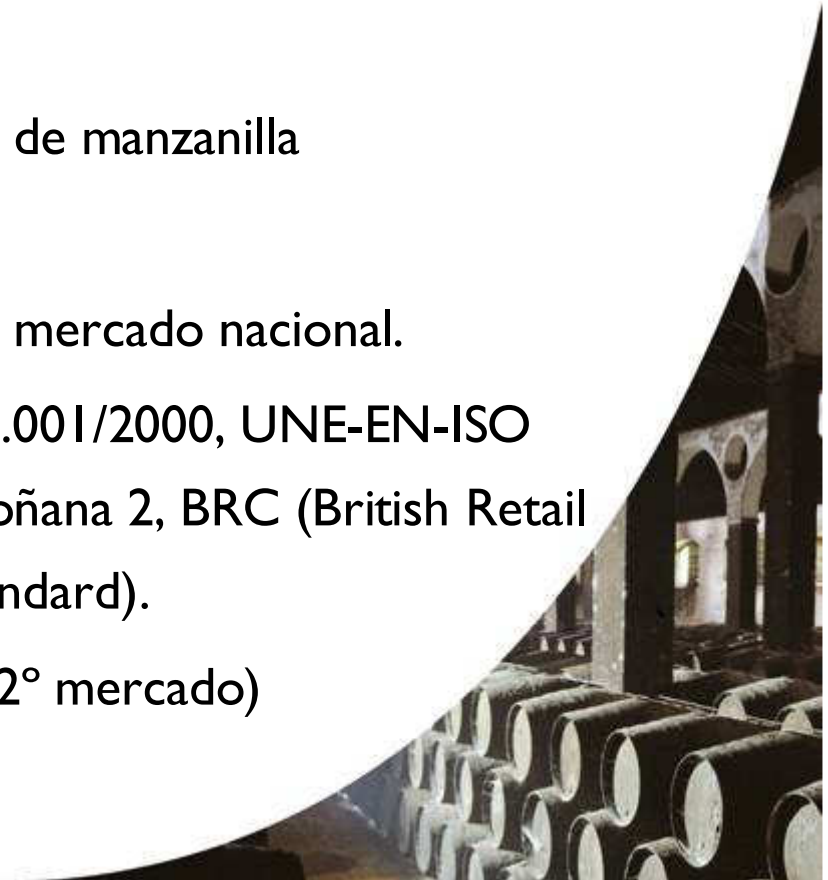 de manzanilla
mercado nacional.
.001/2000, UNE-EN-ISO
oñana 2, BRC (British Retail
ndard).
2º mercado)